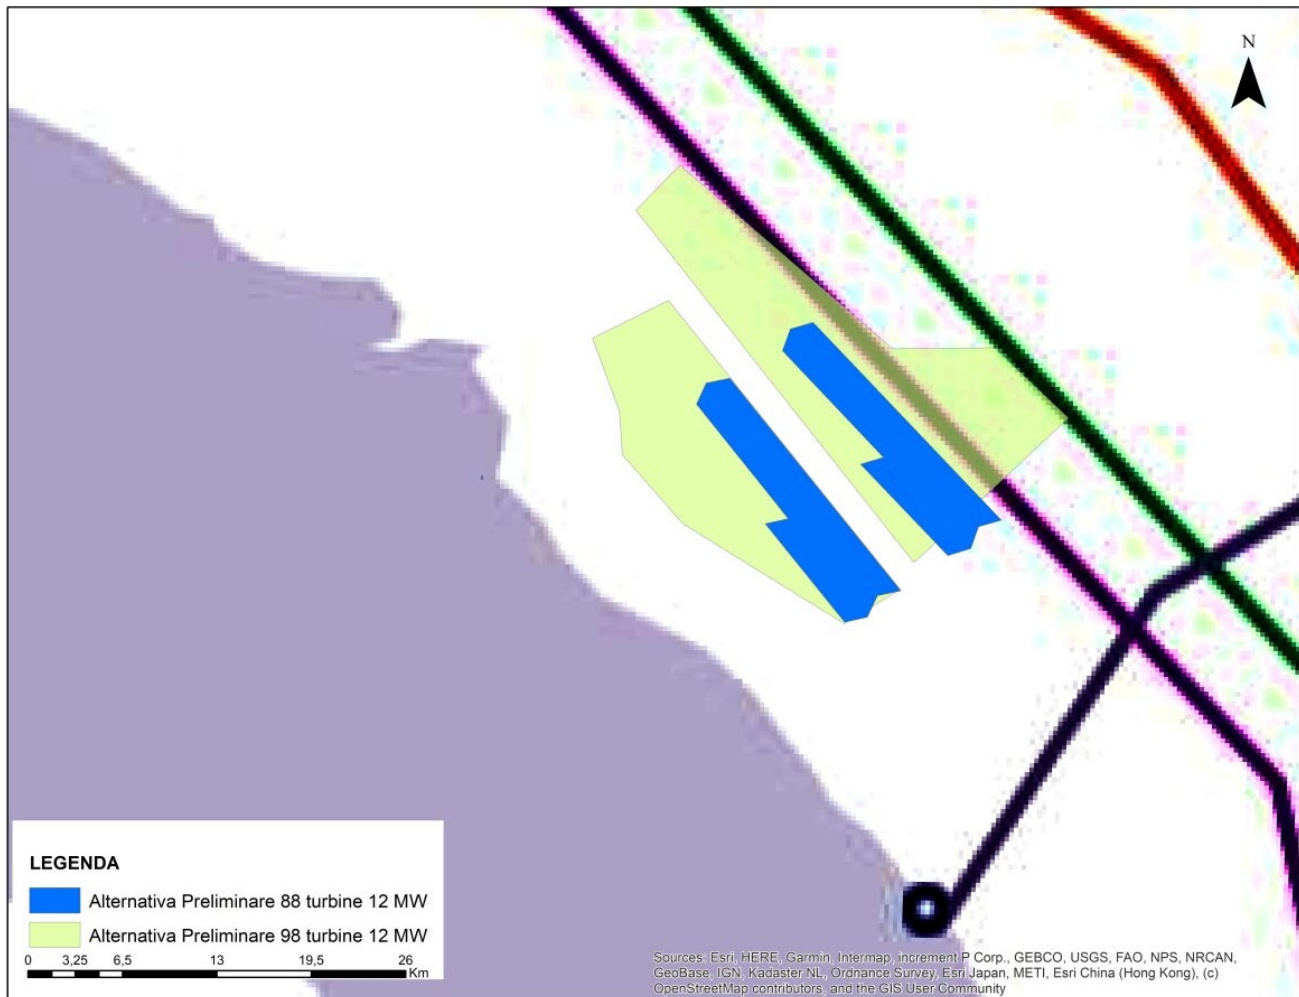 N
LEGENDA
Alternativa Preliminare 88 turbine 12 MW
Alternativa Preliminare 98 turbine 12 MW
0 3,25 6,5 13 19,5 26
Km
Sources: Esri, HERE, Garmin, Intermap, increment P Corp., GEBCO, USGS, FAO, NPS, NRCAN,
GeoBase, IGN, Kadaster NL, Ordnance Survey, Esri Japan, METI, Esri China (Hong Kong), (c)
OpenStreetMap contributors, and the GIS User Community